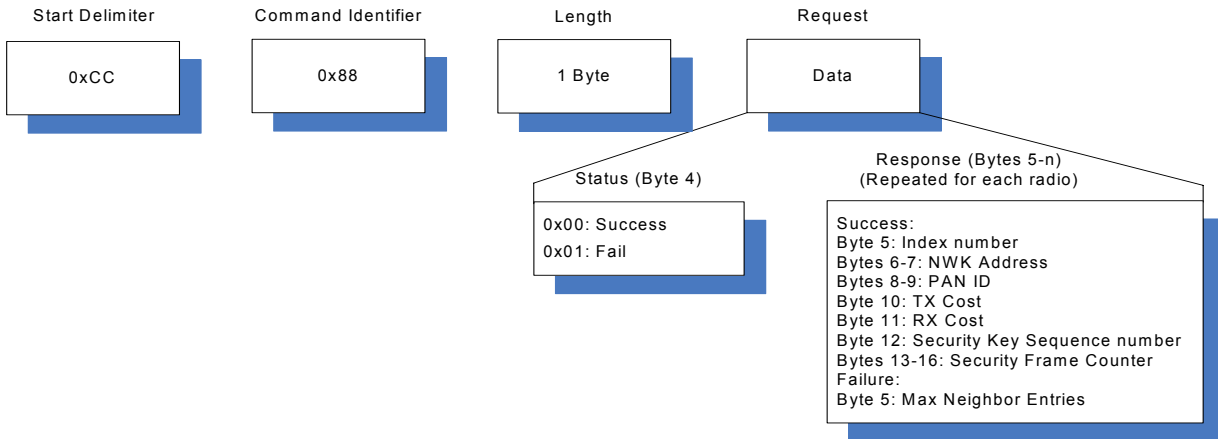 Start Delimiter
Command Identifier
Length
Request
0xCC
0x88
1 Byte
Data
Status (Byte 4)
0x00: Success
0x01: Fail
Response (Bytes 5-n)
(Repeated for each radio)
Success:
Byte 5: Index number
Bytes 6-7: NWK Address
Bytes 8-9: PAN ID
Byte 10: TX Cost
Byte 11: RX Cost
Byte 12: Security Key Sequence number
Bytes 13-16: Security Frame Counter
Failure:
Byte 5: Max Neighbor Entries